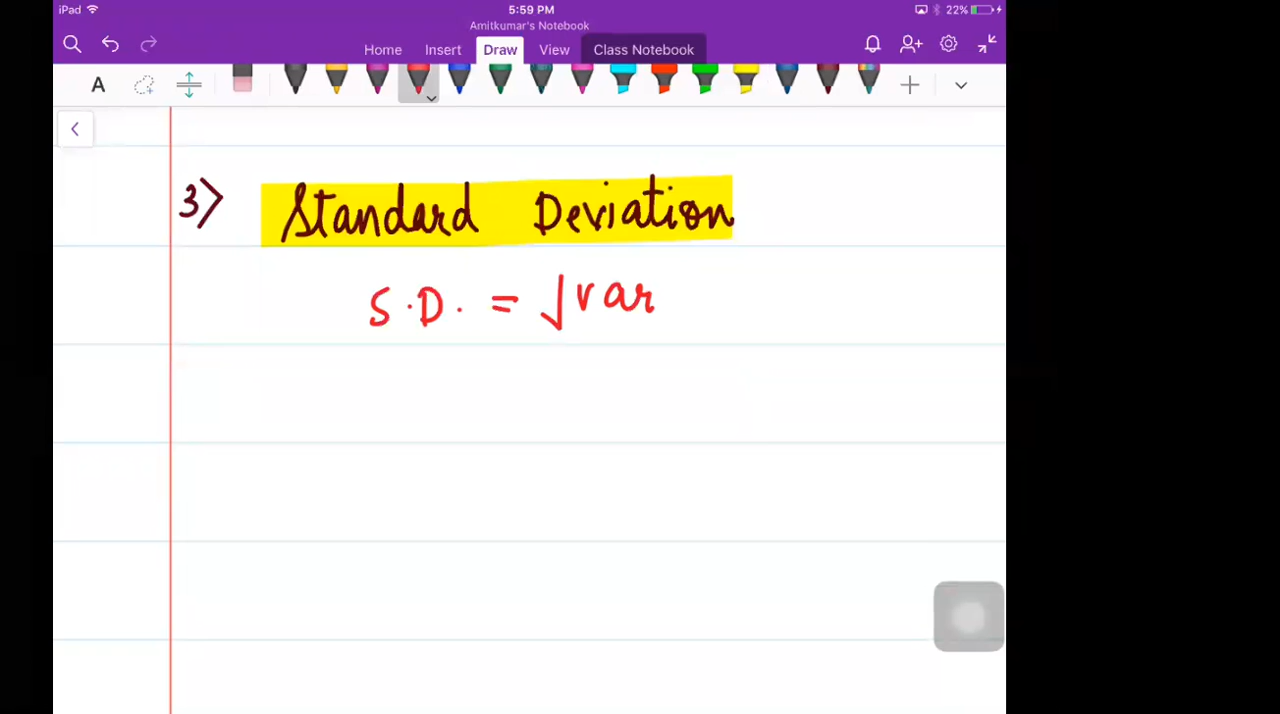 iPad 5:59 PM 22%
Amitkumar's Notebook
Home Insert Draw View Class Notebook
A
3> Standard Deviation
S.D. = √var